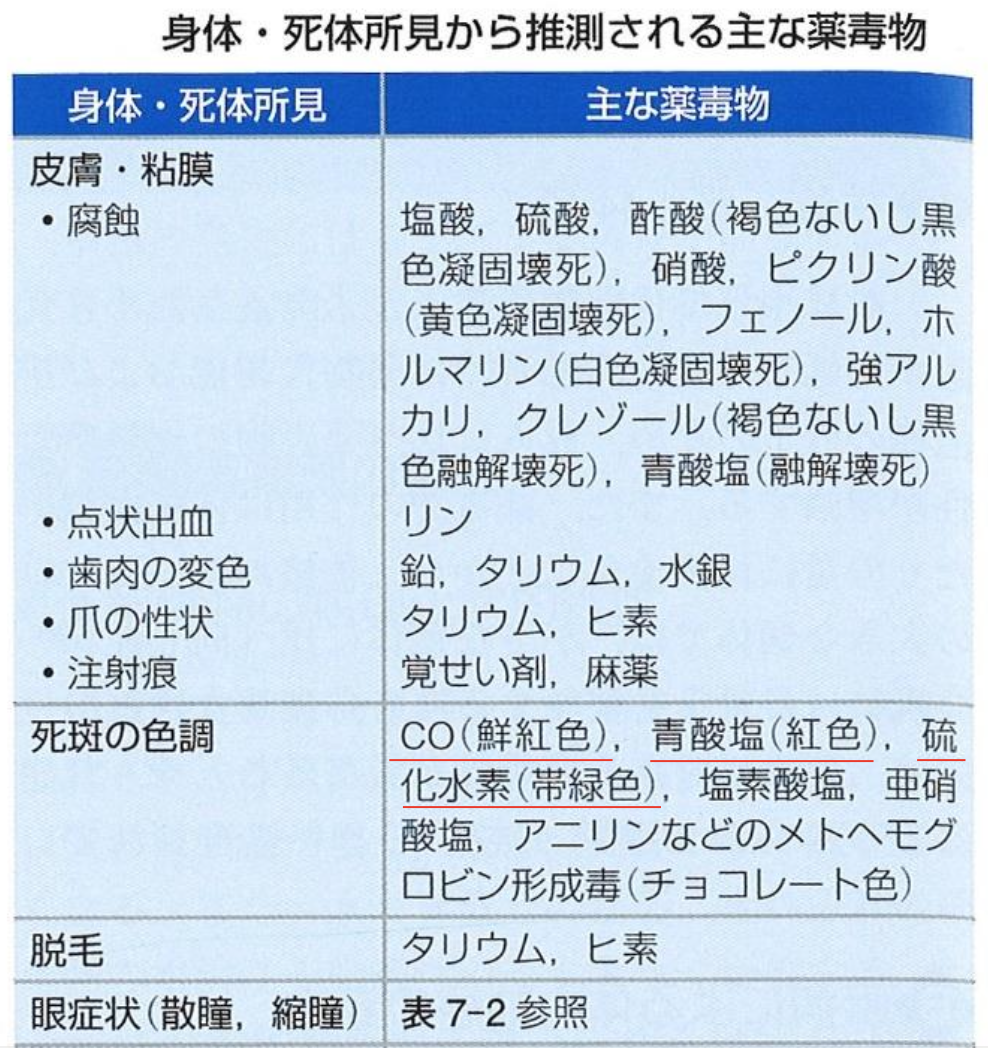 身体・死体所見から推測される主な薬毒物
身体・死体所見 主な薬毒物
皮膚・粘膜
・腐蝕 塩酸，硫酸，酢酸(褐色ないし黒
色凝固壊死)，硝酸，ピクリン酸
(黄色凝固壊死)，フェノール，ホ
ルマリン(白色凝固壊死)，強アル
カリ，クレゾール(褐色ないし黒
色融解壊死)，青酸塩(融解壊死)
・点状出血 リン
・歯肉の変色 鉛，タリウム，水銀
・爪の性状 タリウム，ヒ素
・注射痕 覚せい剤，麻薬
死斑の色調 CO(鮮紅色)，青酸塩(紅色)，硫
化水素(帯緑色)，塩素酸塩，亜硝
酸塩，アニリンなどのメトヘモグ
ロビン形成毒(チョコレート色)
脱毛 タリウム，ヒ素
眼症状(散瞳，縮瞳) 表7-2参照